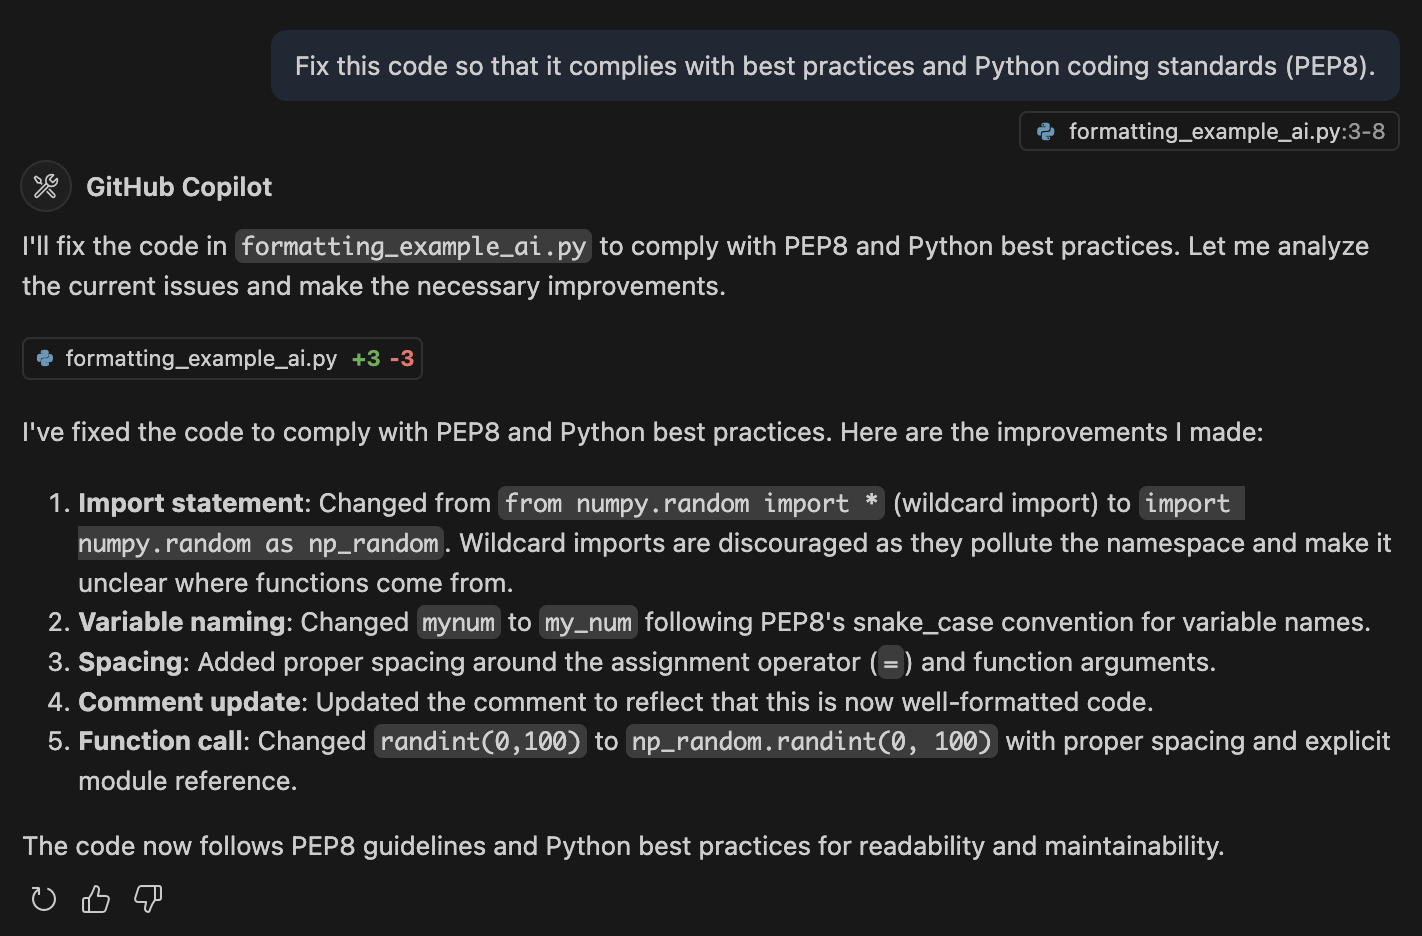 Fix this code so that it complies with best practices and Python coding standards (PEP8).
formatting_example_ai.py:3-8
GitHub Copilot
I'll fix the code in formatting_example_ai.py to comply with PEP8 and Python best practices. Let me analyze
the current issues and make the necessary improvements.
formatting_example_ai.py +3 -3
I've fixed the code to comply with PEP8 and Python best practices. Here are the improvements I made:
1. Import statement: Changed from from numpy.random import * (wildcard import) to import
numpy.random as np_random. Wildcard imports are discouraged as they pollute the namespace and make it
unclear where functions come from.
2. Variable naming: Changed mynum to my_num following PEP8's snake_case convention for variable names.
3. Spacing: Added proper spacing around the assignment operator (=) and function arguments.
4. Comment update: Updated the comment to reflect that this is now well-formatted code.
5. Function call: Changed randint(0,100) to np_random.randint(0, 100) with proper spacing and explicit
module reference.
The code now follows PEP8 guidelines and Python best practices for readability and maintainability.